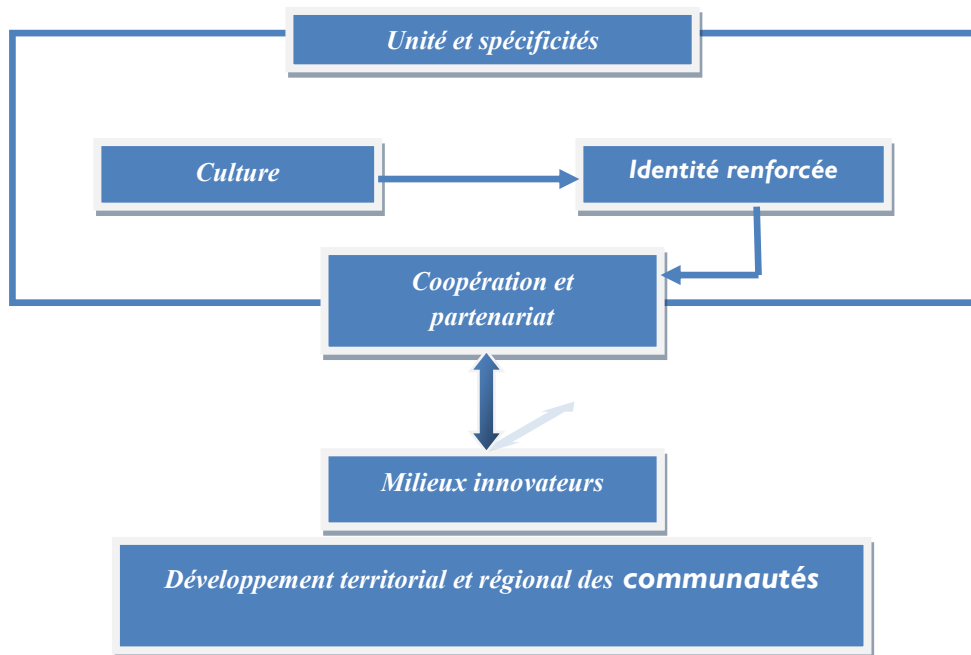 Unité et spécificités
Culture
Identité renforcée
Coopération et
partenariat
Milieux innovateurs
Développement territorial et régional des communautés